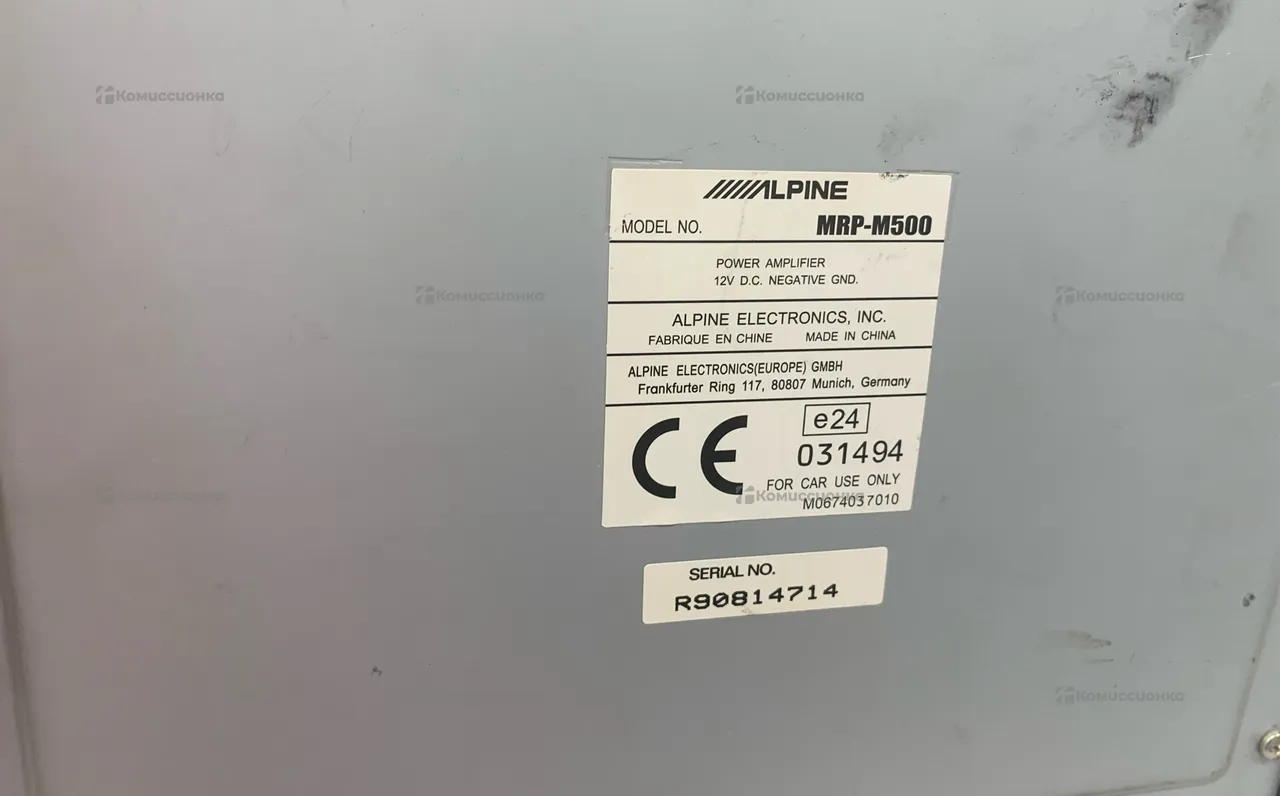 Комиссионка
Комиссионка
ALPINE
MODEL NO. MRP-M500
POWER AMPLIFIER
12V D.C. NEGATIVE GND.
Комиссионка
Комиссионка
ALPINE ELECTRONICS, INC.
FABRIQUE EN CHINE MADE IN CHINA
ALPINE ELECTRONICS(EUROPE) GMBH
Frankfurter Ring 117, 80807 Munich, Germany
CE
e24
031494
FOR CAR USE ONLY
Комиссионка
Комиссионка
M0674037010
SERIAL NO.
R90814714
Комиссионка